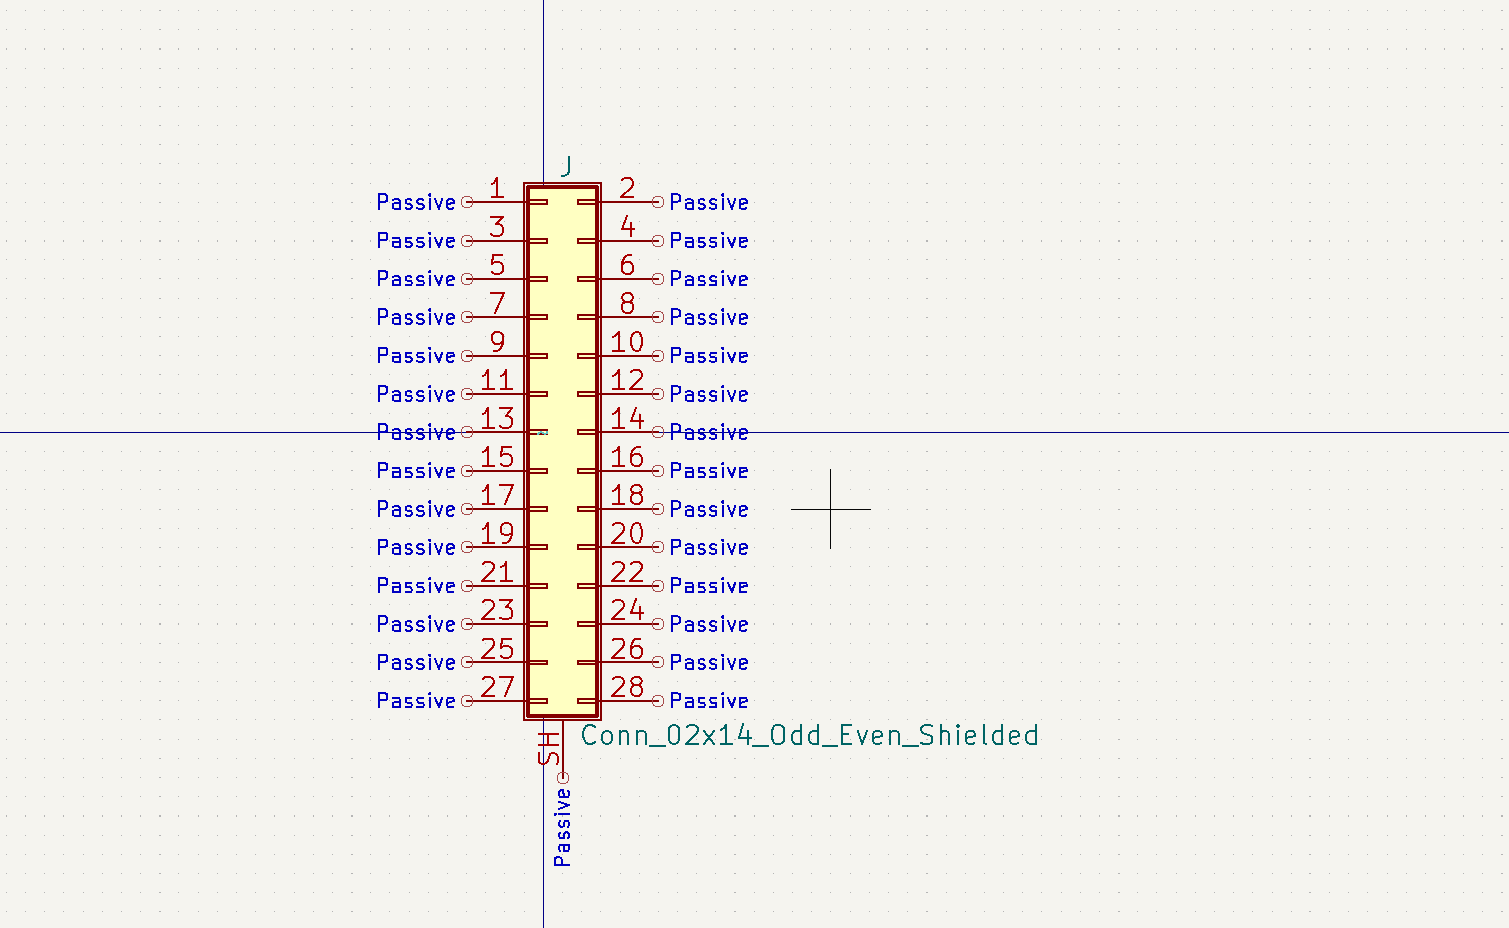 J
Passive 1 2 Passive
Passive 3 4 Passive
Passive 5 6 Passive
Passive 7 8 Passive
Passive 9 10 Passive
Passive 11 12 Passive
Passive 13 14 Passive
Passive 15 16 Passive
Passive 17 18 Passive
Passive 19 20 Passive
Passive 21 22 Passive
Passive 23 24 Passive
Passive 25 26 Passive
Passive 27 28 Passive
SH
Conn_02x14_Odd_Even_Shielded
Passive